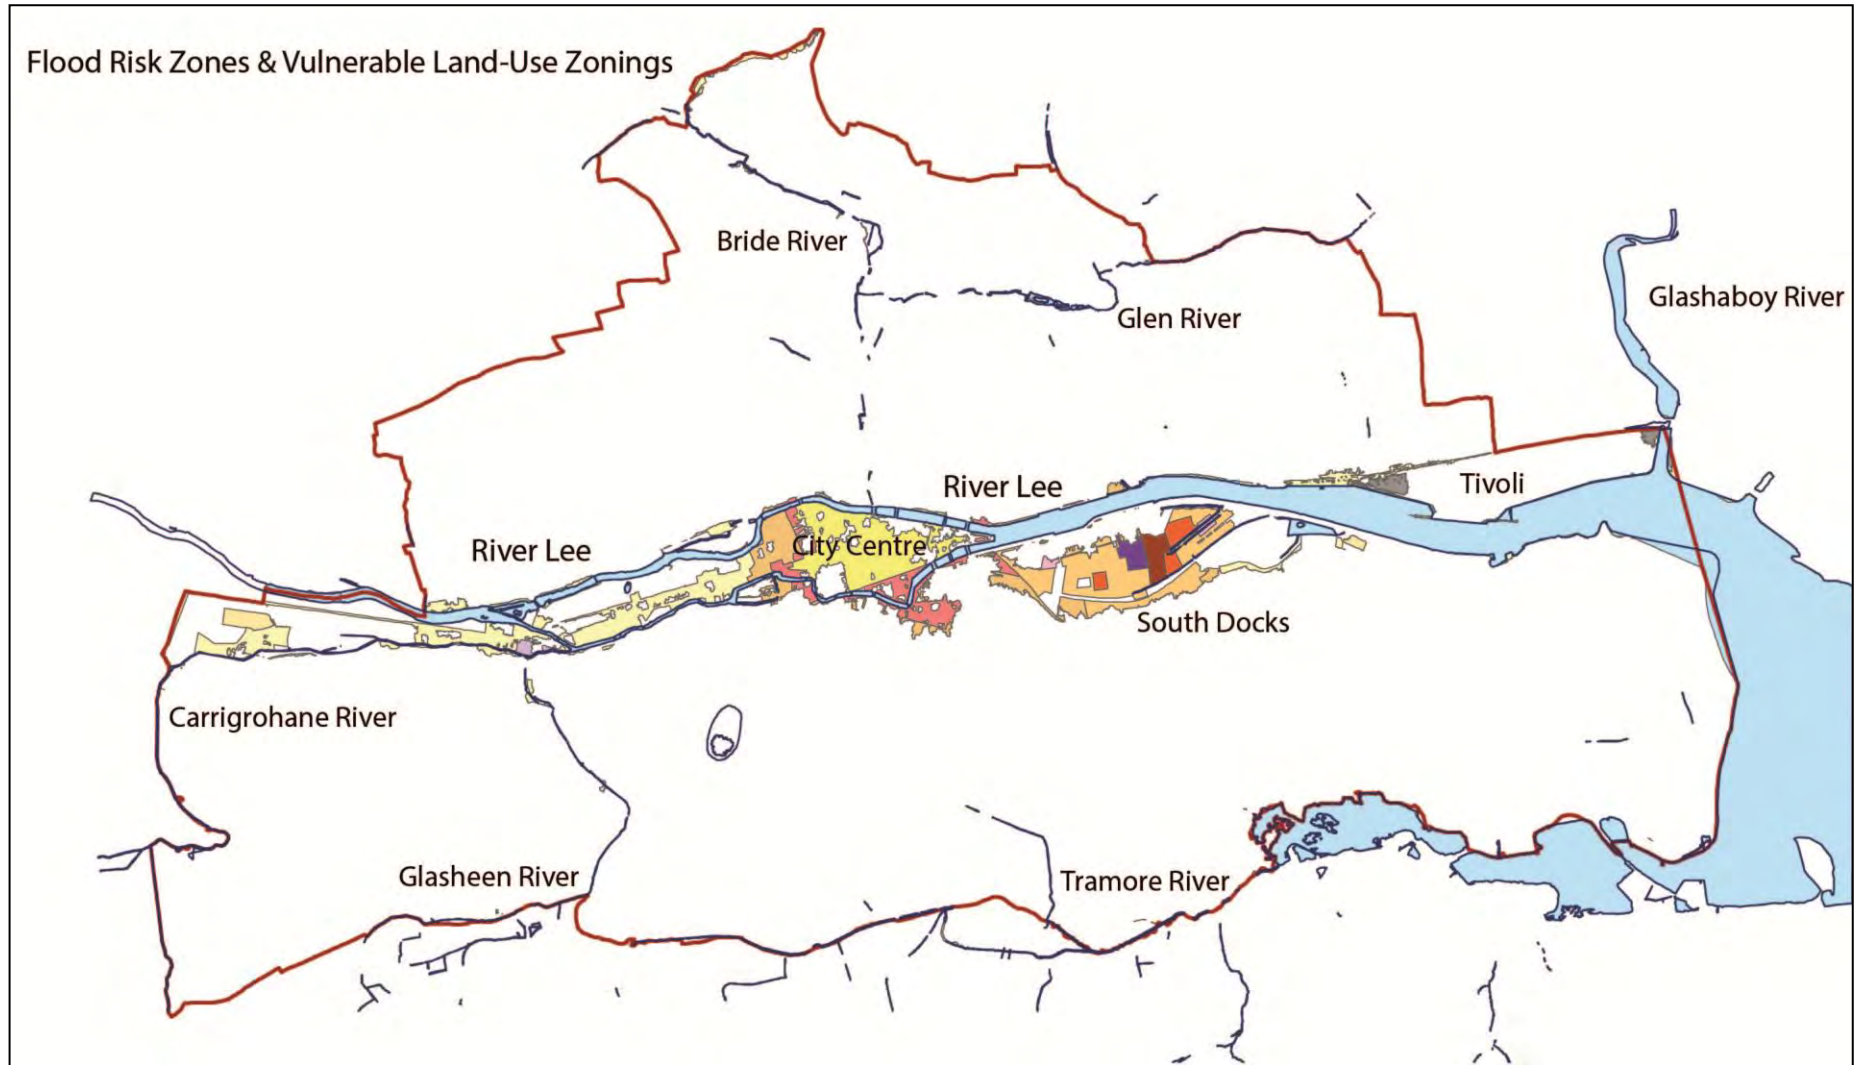 Flood Risk Zones & Vulnerable Land-Use Zonings
Bride River
Glen River
Glashaboy River
River Lee
Tivoli
River Lee
City Centre
South Docks
Carrigrohane River
Glasheen River
Tramore River